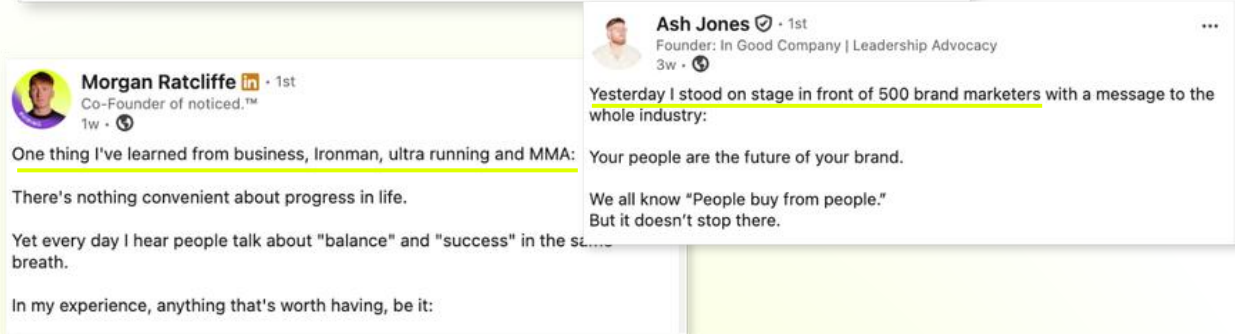 Morgan Ratcliffe in · 1st
Co-Founder of noticed.™
1w ·
One thing I've learned from business, Ironman, ultra running and MMA:
There's nothing convenient about progress in life.
Yet every day I hear people talk about "balance" and "success" in the
breath.
In my experience, anything that's worth having, be it:
Ash Jones · 1st
Founder: In Good Company | Leadership Advocacy
3w ·
Yesterday I stood on stage in front of 500 brand marketers with a message to the
whole industry:
Your people are the future of your brand.
We all know “People buy from people.”
But it doesn’t stop there.